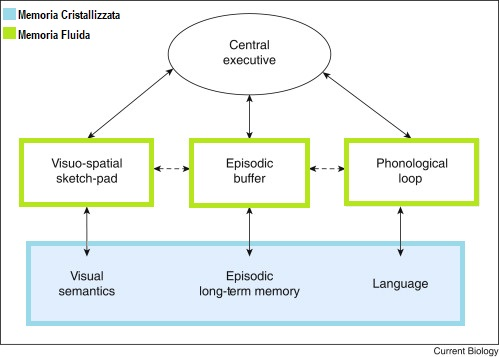 Memoria Cristallizzata
Memoria Fluida
Central
executive
Visuo-spatial
sketch-pad
Episodic
buffer
Phonological
loop
Visual
semantics
Episodic
long-term memory
Language
Current Biology